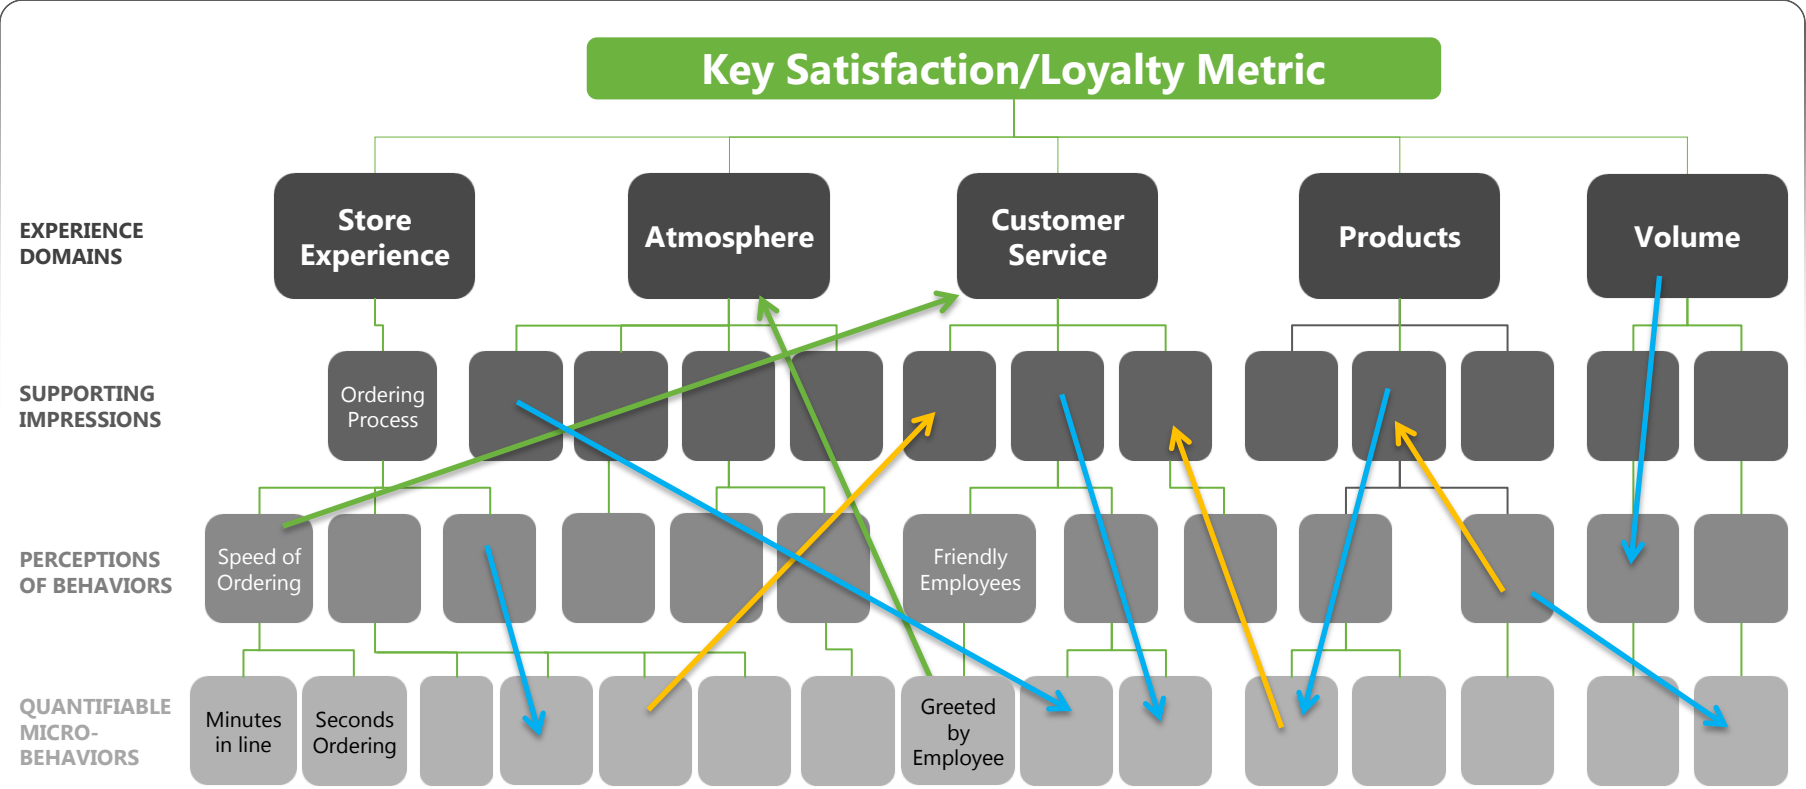 Key Satisfaction/Loyalty Metric
EXPERIENCE
DOMAINS
Store
Experience
Atmosphere
Customer
Service
Products
Volume
SUPPORTING
IMPRESSIONS
Ordering
Process
PERCEPTIONS
OF BEHAVIORS
Speed of
Ordering
Friendly
Employees
QUANTIFIABLE
MICRO-
BEHAVIORS
Minutes
in line
Seconds
Ordering
Greeted
by
Employee